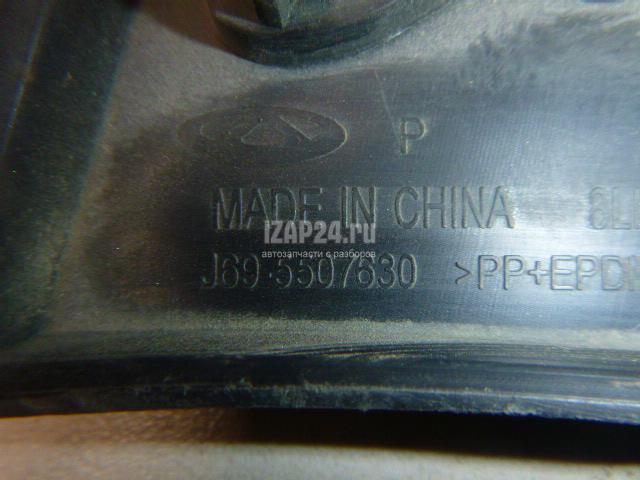 P
MADE IN CHINA
IZAP24.ru
автозапчасти с разборов
J69-5507630 >PP+EPD